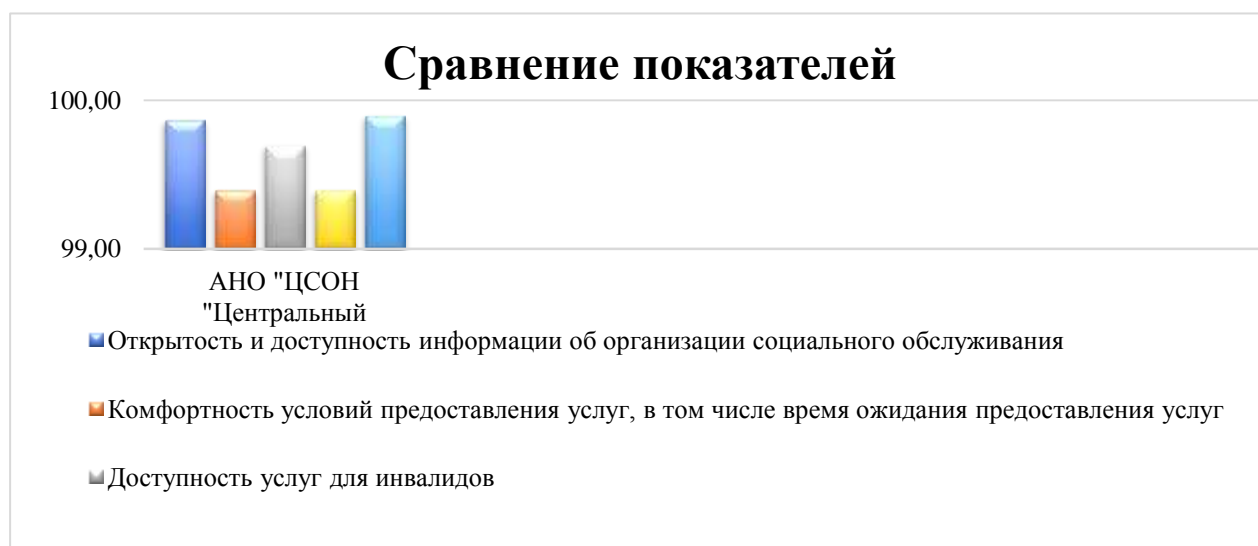 Сравнение показателей
100,00
99,00
АНО "ЦСОН
"Центральный
Открытость и доступность информации об организации социального обслуживания
Комфортность условий предоставления услуг, в том числе время ожидания предоставления услуг
Доступность услуг для инвалидов